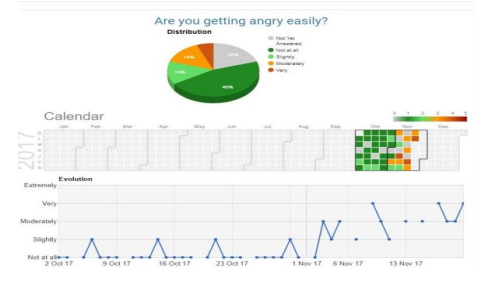 Are you getting angry easily?
Distribution
14%
14%
Not Yet
Answered
Not at all
Slightly
Moderately
Very
Calendar
0 1 2 3 4 5
Jan Feb Mar Apr May Jun Jul Aug Sep Oct Nov Dec
2017
Evolution
Extremely
Very
Moderately
Slightly
Not at all
2 Oct 17 9 Oct 17 16 Oct 17 23 Oct 17 1 Nov 17 6 Nov 17 13 Nov 17